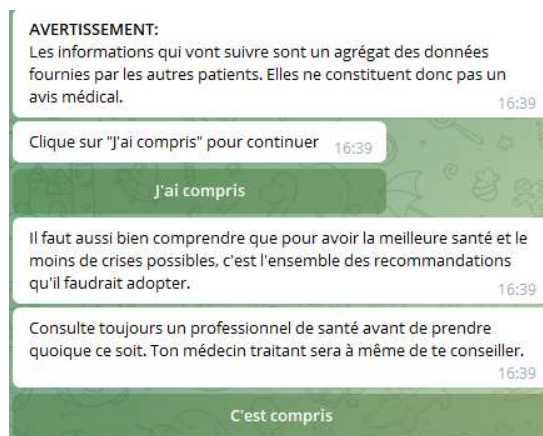 AVERTISSEMENT:
Les informations qui vont suivre sont un agrégat des données
fournies par les autres patients. Elles ne constituent donc pas un
avis médical.
16:39
Clique sur "J'ai compris" pour continuer 16:39
J'ai compris
Il faut aussi bien comprendre que pour avoir la meilleure santé et le
moins de crises possibles, c'est l'ensemble des recommandations
qu'il faudrait adopter.
16:39
Consulte toujours un professionnel de santé avant de prendre
quoique ce soit. Ton médecin traitant sera à même de te conseiller.
16:39
C'est compris